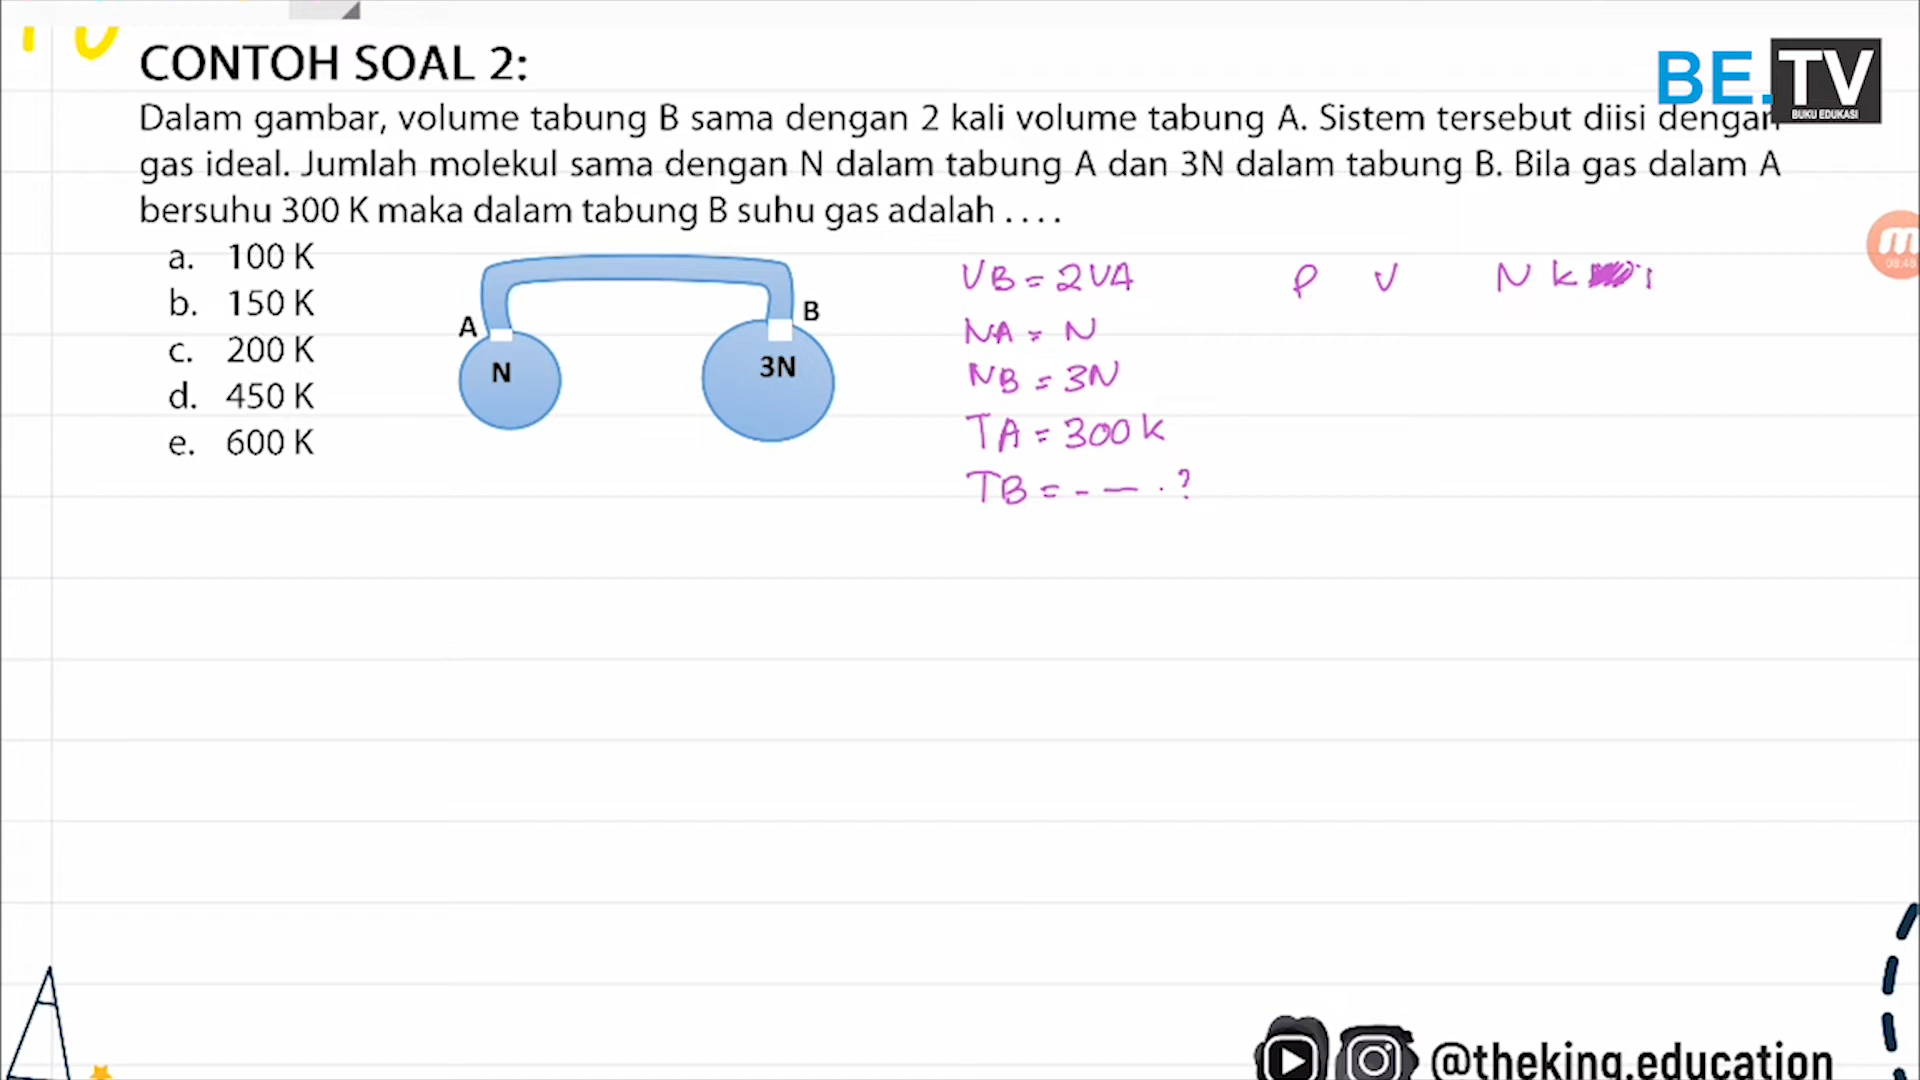 CONTOH SOAL 2:
BE.TV
BUKU EDUKASI
Dalam gambar, volume tabung B sama dengan 2 kali volume tabung A. Sistem tersebut diisi dengan
gas ideal. Jumlah molekul sama dengan N dalam tabung A dan 3N dalam tabung B. Bila gas dalam A
bersuhu 300 K maka dalam tabung B suhu gas adalah ....
a. 100 K
b. 150 K
c. 200 K
d. 450 K
e. 600 K
A
B
N
3N
VB = 2VA
NA = N
NB = 3N
TA = 300 K
TB = - — . ?
P V N k
08:48
@theking.education